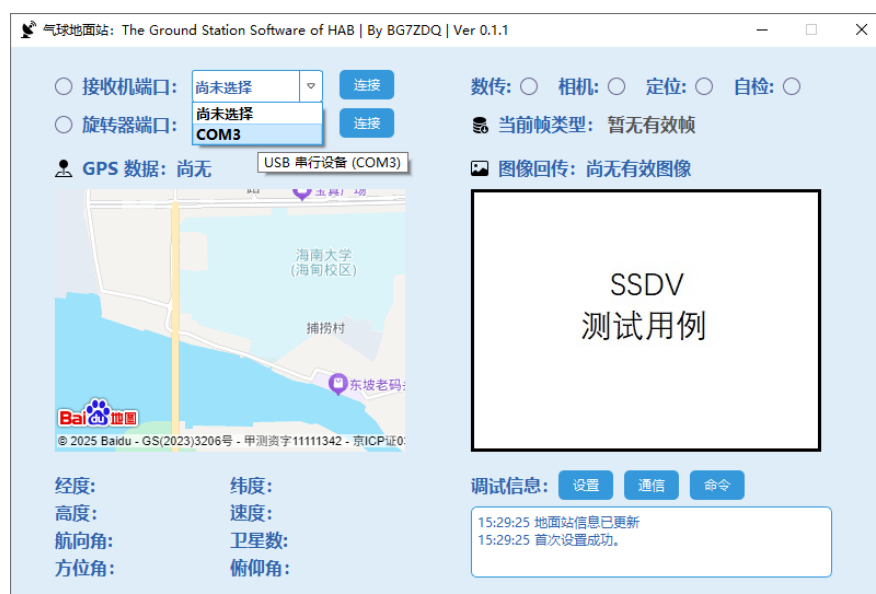 气球地面站: The Ground Station Software of HAB | By BG7ZDQ | Ver 0.1.1
接收机端口: 尚未选择 连接
尚未选择
COM3
旋转器端口: 连接
USB 串行设备 (COM3)
GPS 数据: 尚无
宝真广场
海南大学
(海甸校区)
捕捞村
东坡老码
Bai du 地图
© 2025 Baidu - GS(2023)3206号 - 甲测资字11111342 - 京ICP证0
经度: 纬度:
高度: 速度:
航向角: 卫星数:
方位角: 俯仰角:
数传: 相机: 定位: 自检:
当前帧类型: 暂无有效帧
图像回传: 尚无有效图像
SSDV
测试用例
调试信息: 设置 通信 命令
15:29:25 地面站信息已更新
15:29:25 首次设置成功。